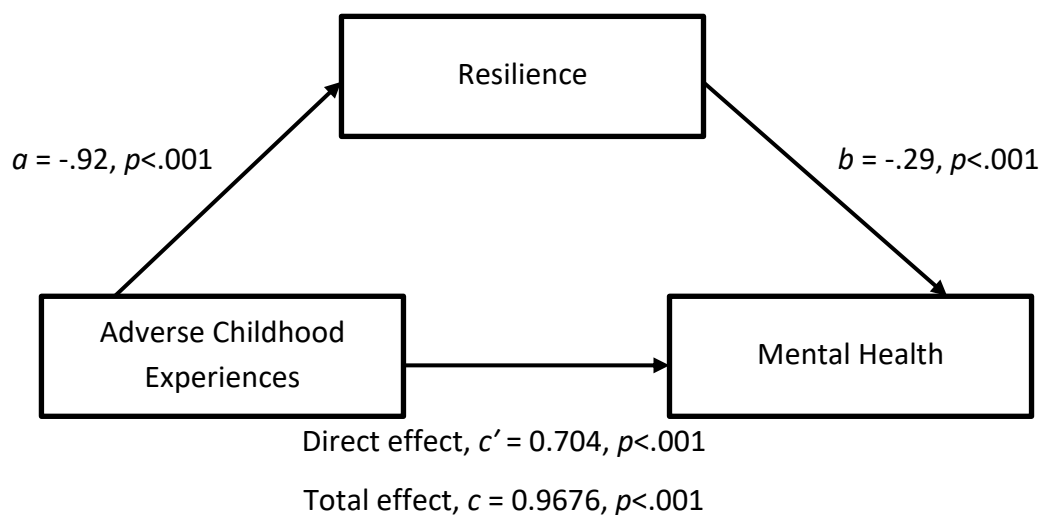 Resilience
a = -.92, p<.001
b = -.29, p<.001
Adverse Childhood
Experiences
Mental Health
Direct effect, c′ = 0.704, p<.001
Total effect, c = 0.9676, p<.001